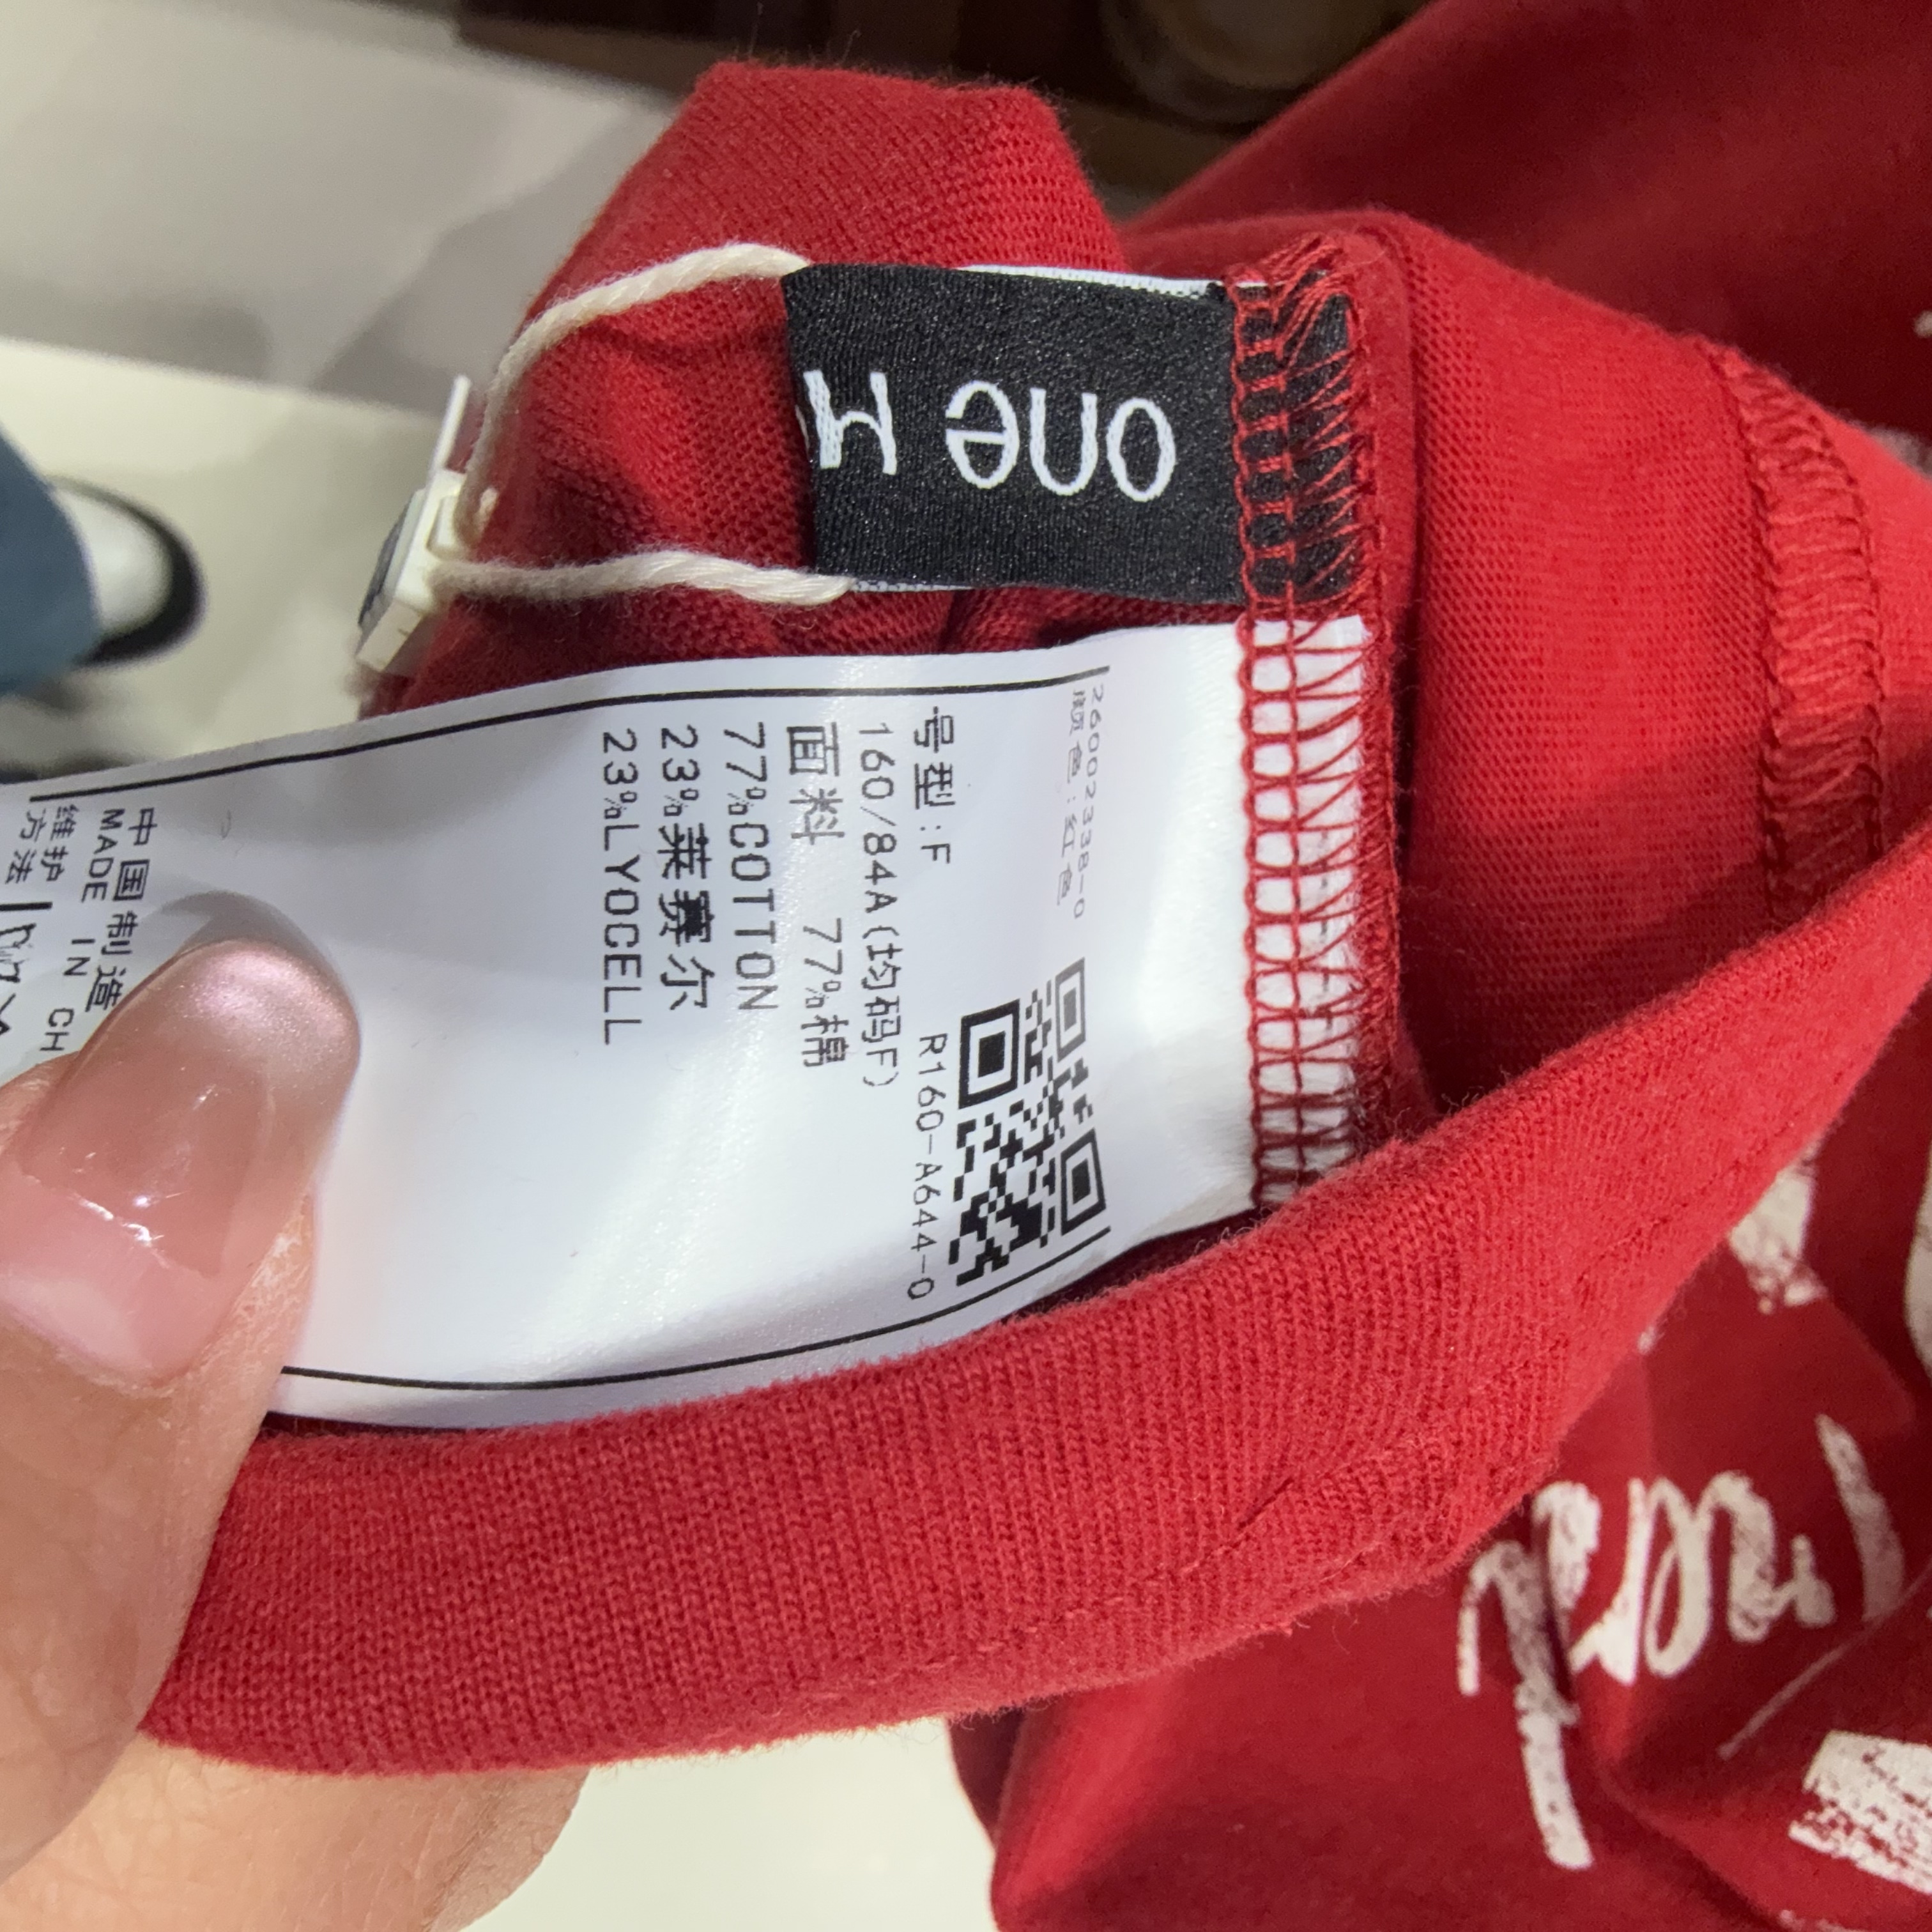 one M
26002338-0
颜色:红色
号型:F
R160-A644-0
160/84A(均码F)
面料 77%棉
77%COTTON
23%莱赛尔
23%LYOCELL
中国制造
MADE IN CH
维护
方法